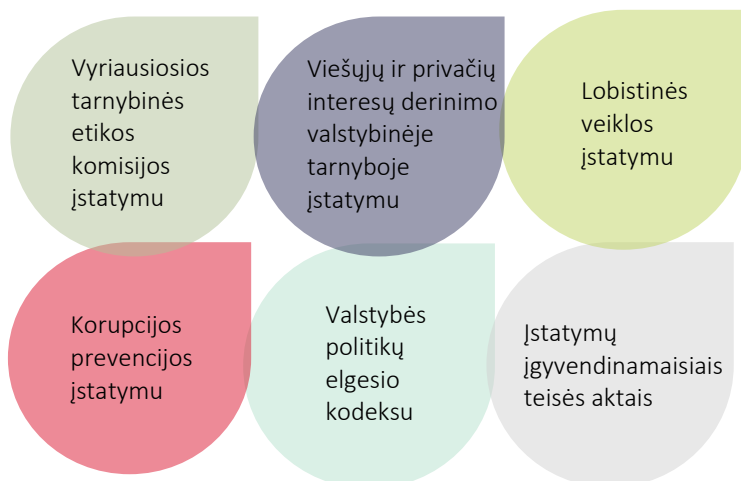 Vyriausiosios
tarnybinės
etikos
komisijos
įstatymu
Viešųjų ir privačių
interesų derinimo
valstybinėje
tarnyboje
įstatymu
Lobistinės
veiklos
įstatymu
Korupcijos
prevencijos
įstatymu
Valstybės
politikų
elgesio
kodeksu
Įstatymų
įgyvendinamaisiais
teisės aktais